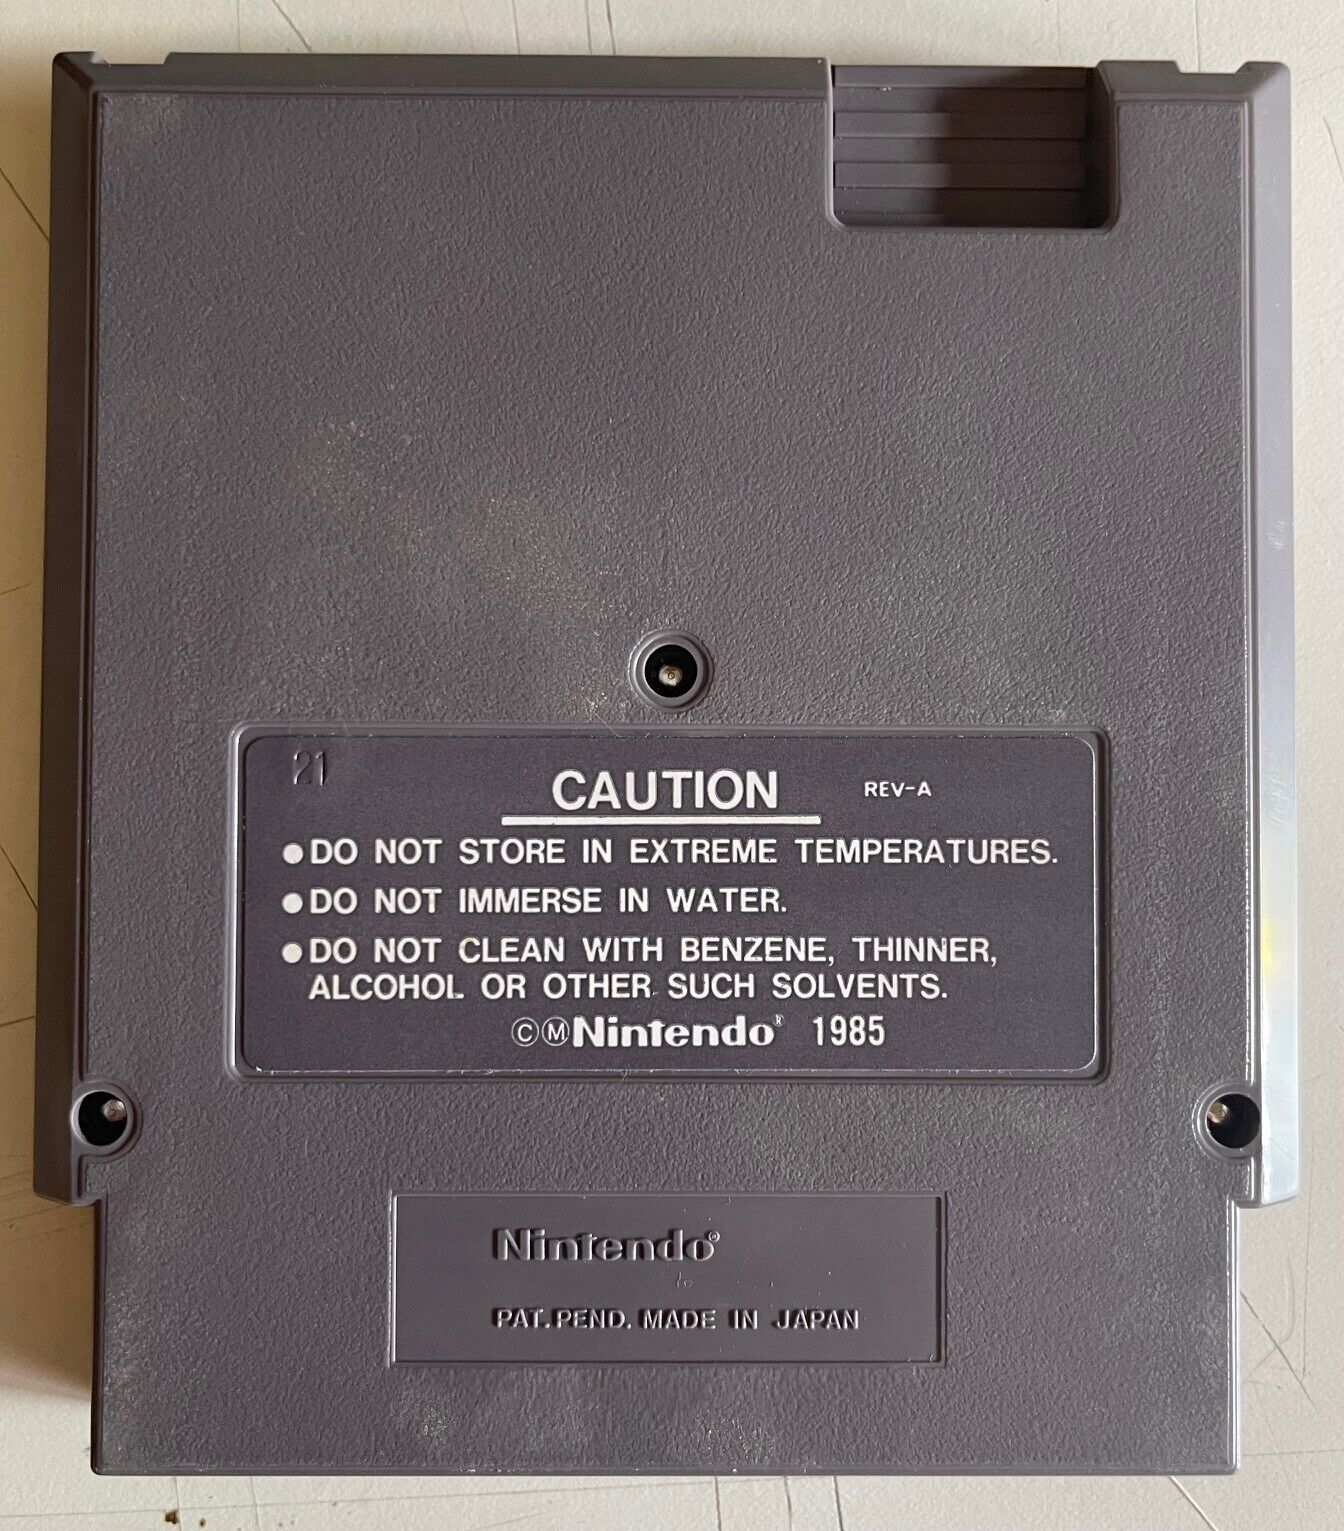 21
CAUTION REV-A
●DO NOT STORE IN EXTREME TEMPERATURES.
●DO NOT IMMERSE IN WATER.
●DO NOT CLEAN WITH BENZENE, THINNER,
ALCOHOL OR OTHER SUCH SOLVENTS.
ⒸⓂNintendo® 1985
Nintendo®
PAT. PEND. MADE IN JAPAN